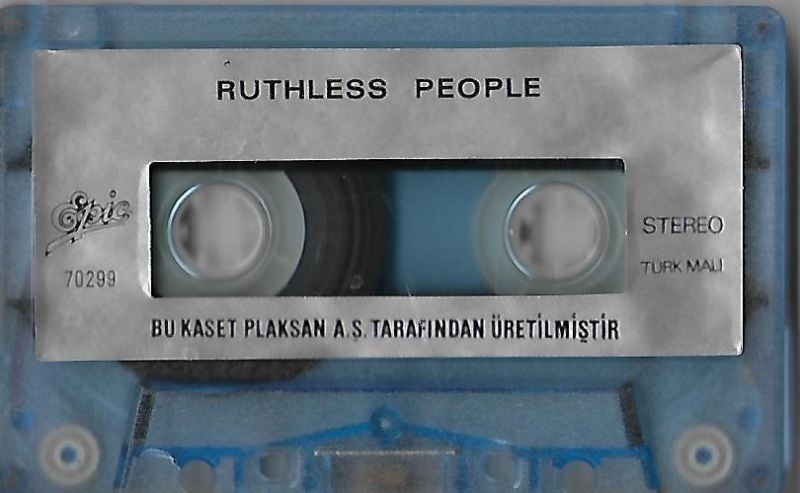 RUTHLESS PEOPLE
Epic
70299
STEREO
TURK MALI
BU KASET PLAKSAN A.Ş. TARAFINDAN ÜRETİLMİŞTİR